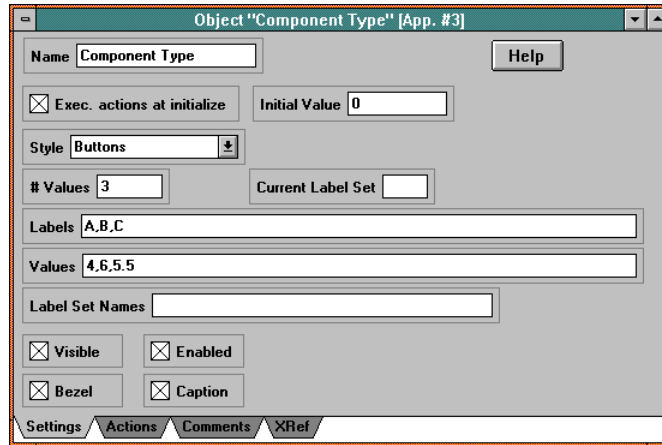 Object "Component Type" [App. #3]
Name Component Type Help
Exec. actions at initialize Initial Value 0
Style Buttons
# Values 3 Current Label Set
Labels A,B,C
Values 4,6,5.5
Label Set Names
Visible Enabled
Bezel Caption
Settings Actions Comments XRef